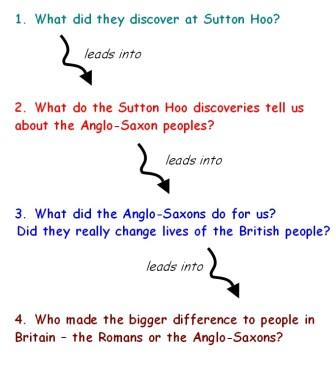 1. What did they discover at Sutton Hoo?
leads into
2. What do the Sutton Hoo discoveries tell us
about the Anglo-Saxon peoples?
leads into
3. What did the Anglo-Saxons do for us?
Did they really change lives of the British people?
leads into
4. Who made the bigger difference to people in
Britain – the Romans or the Anglo-Saxons?